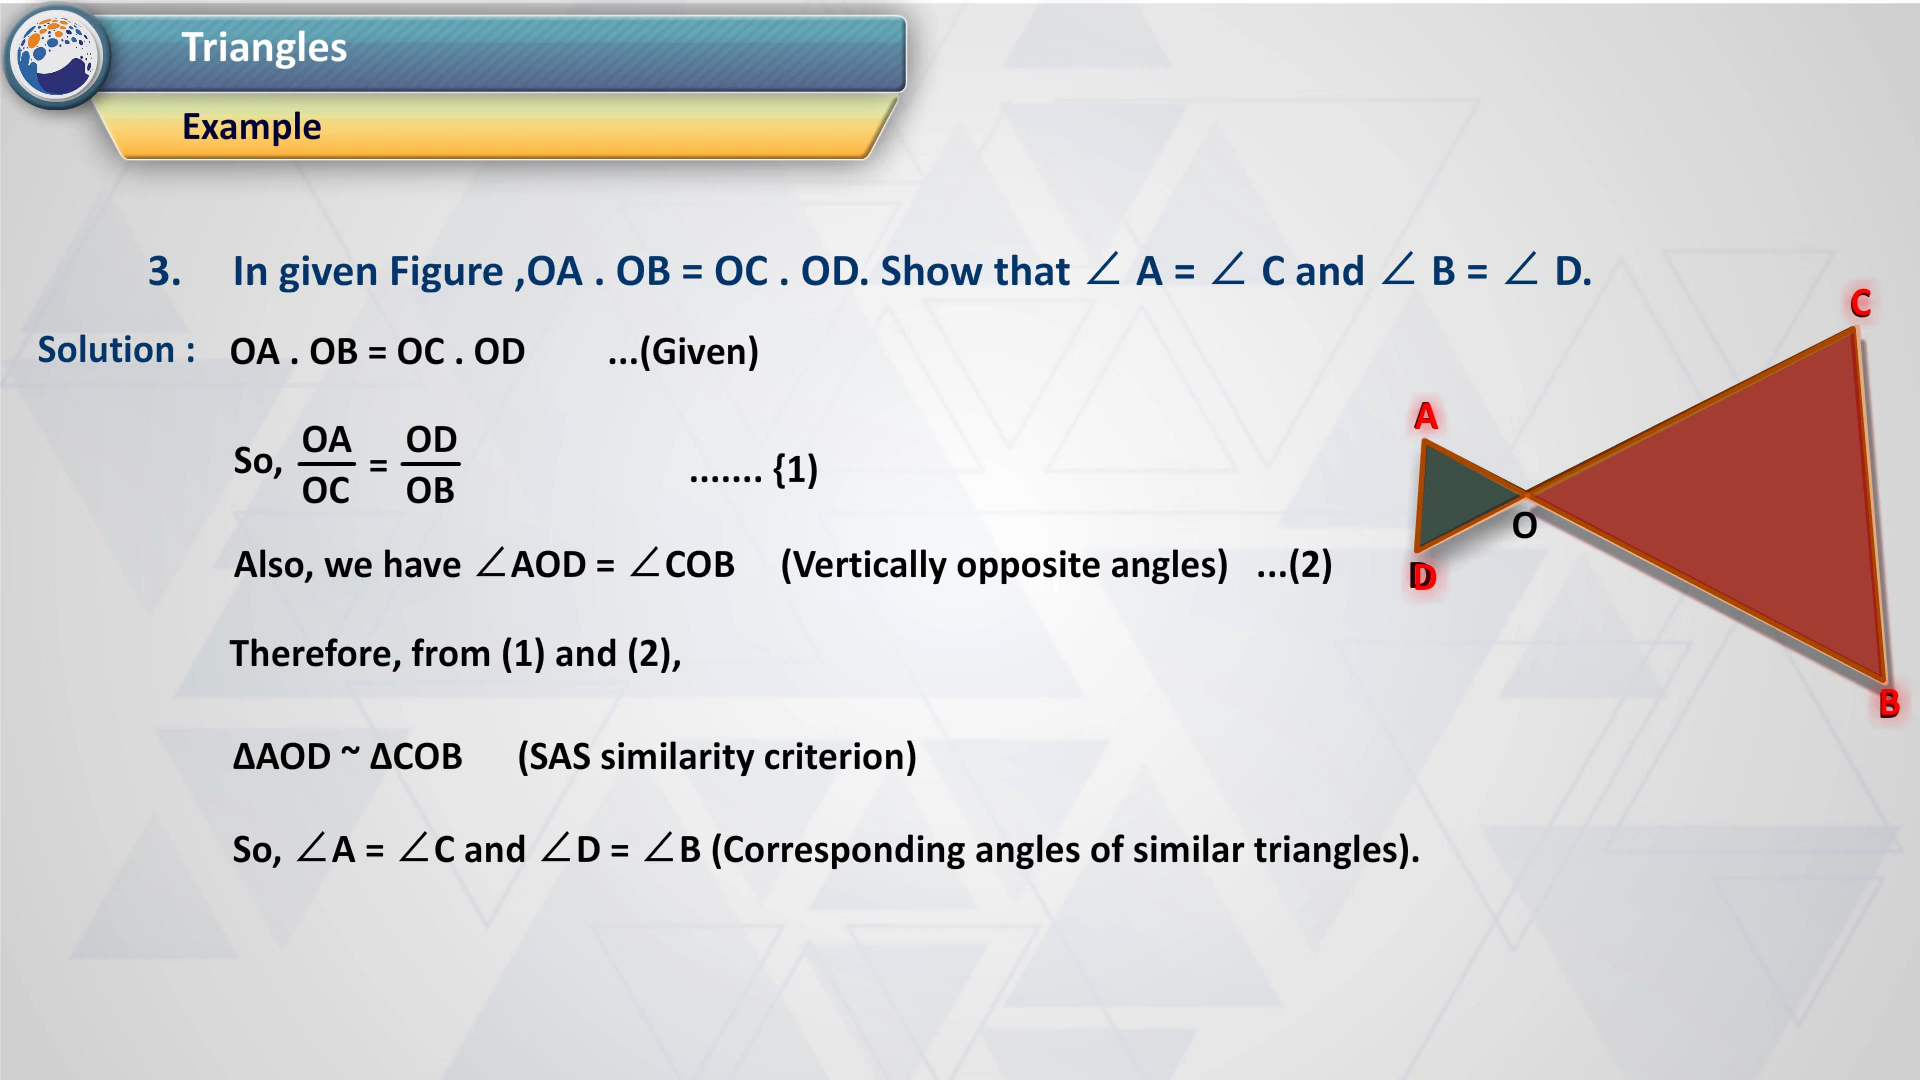 Triangles
Example
3. In given Figure ,OA . OB = OC . OD. Show that ∠ A = ∠ C and ∠ B = ∠ D.
Solution : OA . OB = OC . OD ...(Given)
So, OA/OC = OD/OB ....... {1)
Also, we have ∠AOD = ∠COB (Vertically opposite angles) ...(2)
Therefore, from (1) and (2),
ΔAOD ~ ΔCOB (SAS similarity criterion)
So, ∠A = ∠C and ∠D = ∠B (Corresponding angles of similar triangles).
C
A
O
D
B